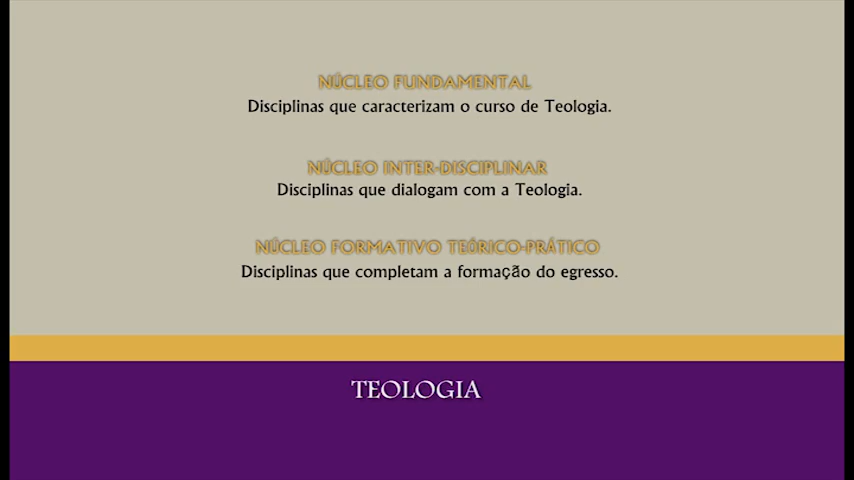 NÚCLEO FUNDAMENTAL
Disciplinas que caracterizam o curso de Teologia.
NÚCLEO INTER-DISCIPLINAR
Disciplinas que dialogam com a Teologia.
NÚCLEO FORMATIVO TEÓRICO-PRÁTICO
Disciplinas que completam a formação do egresso.
TEOLOGIA